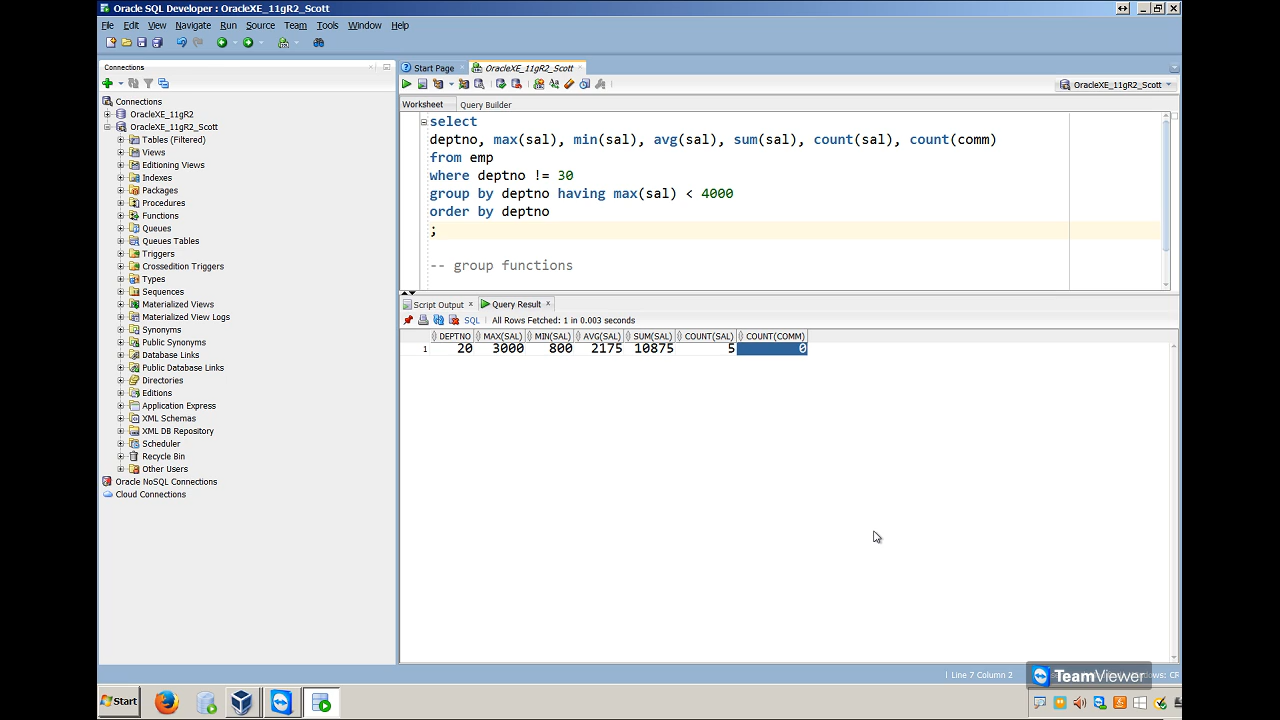 Oracle SQL Developer : OracleXE_11gR2_Scott
File Edit View Navigate Run Source Team Tools Window Help
Connections
Connections
OracleXE_11gR2
OracleXE_11gR2_Scott
Tables (Filtered)
Views
Editioning Views
Indexes
Packages
Procedures
Functions
Queues
Queues Tables
Triggers
Crossedition Triggers
Types
Sequences
Materialized Views
Materialized View Logs
Synonyms
Public Synonyms
Database Links
Public Database Links
Directories
Editions
Application Express
XML Schemas
XML DB Repository
Scheduler
Recycle Bin
Other Users
Oracle NoSQL Connections
Cloud Connections
Start Page OracleXE_11gR2_Scott
OracleXE_11gR2_Scott
Worksheet Query Builder
select
deptno, max(sal), min(sal), avg(sal), sum(sal), count(sal), count(comm)
from emp
where deptno != 30
group by deptno having max(sal) < 4000
order by deptno
;
-- group functions
Script Output Query Result
SQL All Rows Fetched: 1 in 0.003 seconds
DEPTNO MAX(SAL) MIN(SAL) AVG(SAL) SUM(SAL) COUNT(SAL) COUNT(COMM)
1 20 3000 800 2175 10875 5 0
Line 7 Column 2
TeamViewer
Start